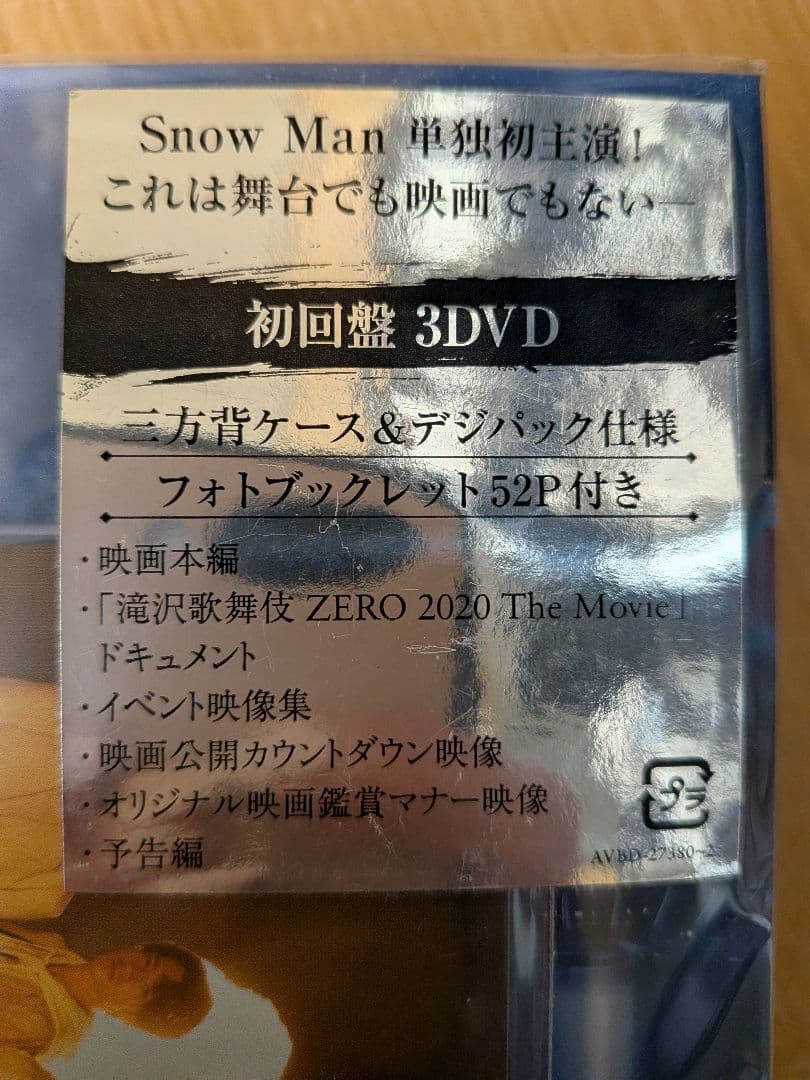 Snow Man 単独初主演!
これは舞台でも映画でもない―
初回盤 3DVD
三方背ケース&デジパック仕様
フォトブックレット52P付き
・映画本編
・「滝沢歌舞伎 ZERO 2020 The Movie」
ドキュメント
・イベント映像集
・映画公開カウントダウン映像
・オリジナル映画鑑賞マナー映像
・予告編
プラ
AVBD-27380~2